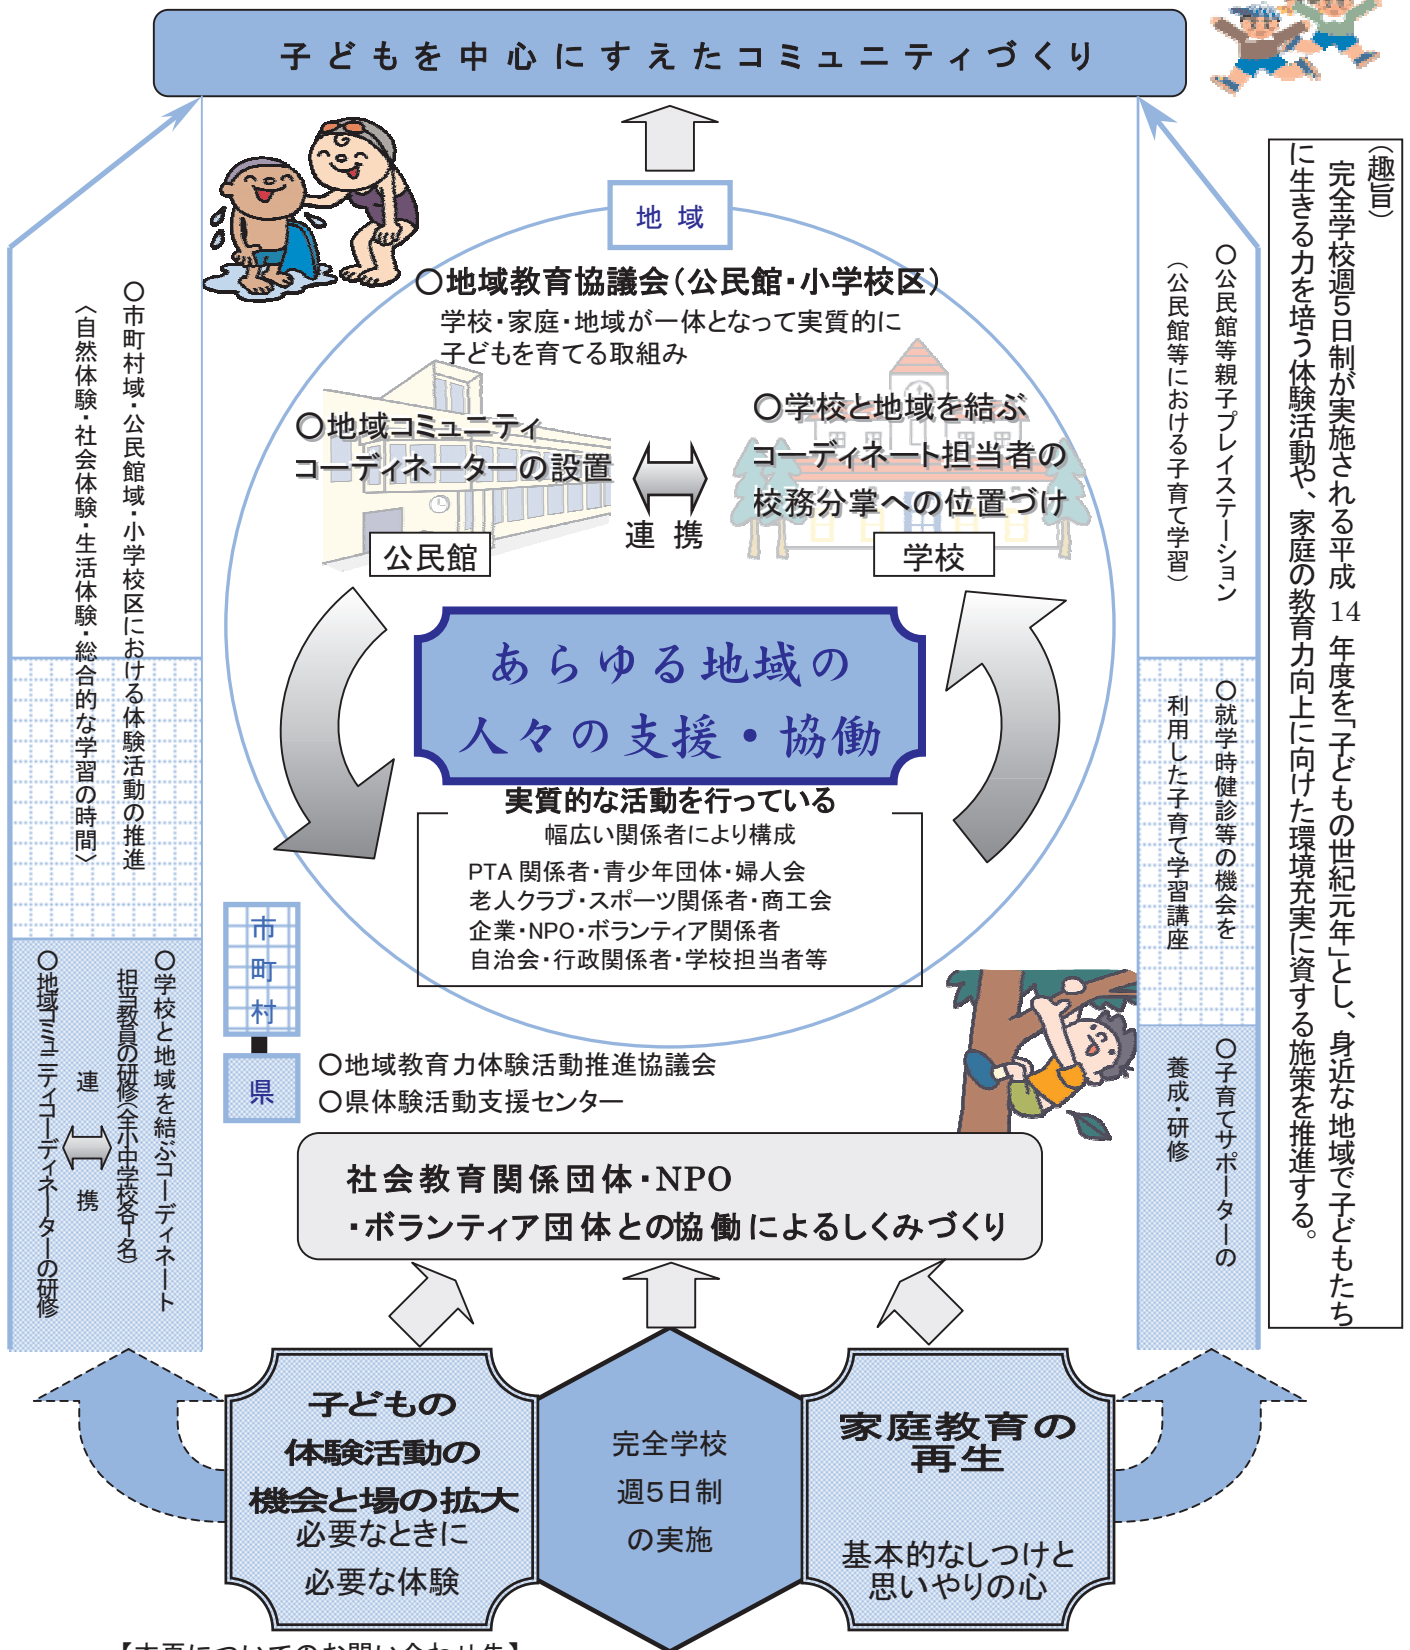 子どもを中心にすえたコミュニティづくり
(趣旨)
完全学校週5日制が実施される平成14年度を「子どもの世紀元年」とし、身近な地域で子どもたち
に生きる力を培う体験活動や、家庭の教育力向上に向けた環境充実に資する施策を推進する。
地域
○地域教育協議会(公民館・小学校区)
学校・家庭・地域が一体となって実質的に
子どもを育てる取組み
○地域コミュニティ
コーディネーターの設置
公民館
連携
○学校と地域を結ぶ
コーディネート担当者の
校務分掌への位置づけ
学校
あらゆる地域の
人々の支援・協働
実質的な活動を行っている
幅広い関係者により構成
PTA関係者・青少年団体・婦人会
老人クラブ・スポーツ関係者・商工会
企業・NPO・ボランティア関係者
自治会・行政関係者・学校担当者等
○市町村域・公民館域・小学校区における体験活動の推進
〈自然体験・社会体験・生活体験・総合的な学習の時間〉
○学校と地域を結ぶコーディネート
担当教員の研修(全小中学校各1名)
連携
○地域コミュニティコーディネーターの研修
○公民館等親子プレイステーション
(公民館等における子育て学習)
○就学時健診等の機会を
利用した子育て学習講座
○子育てサポーターの
養成・研修
市町村
県
○地域教育力体験活動推進協議会
○県体験活動支援センター
社会教育関係団体・NPO
・ボランティア団体との協働によるしくみづくり
子どもの
体験活動の
機会と場の拡大
必要なときに
必要な体験
完全学校
週5日制
の実施
家庭教育の
再生
基本的なしつけと
思いやりの心